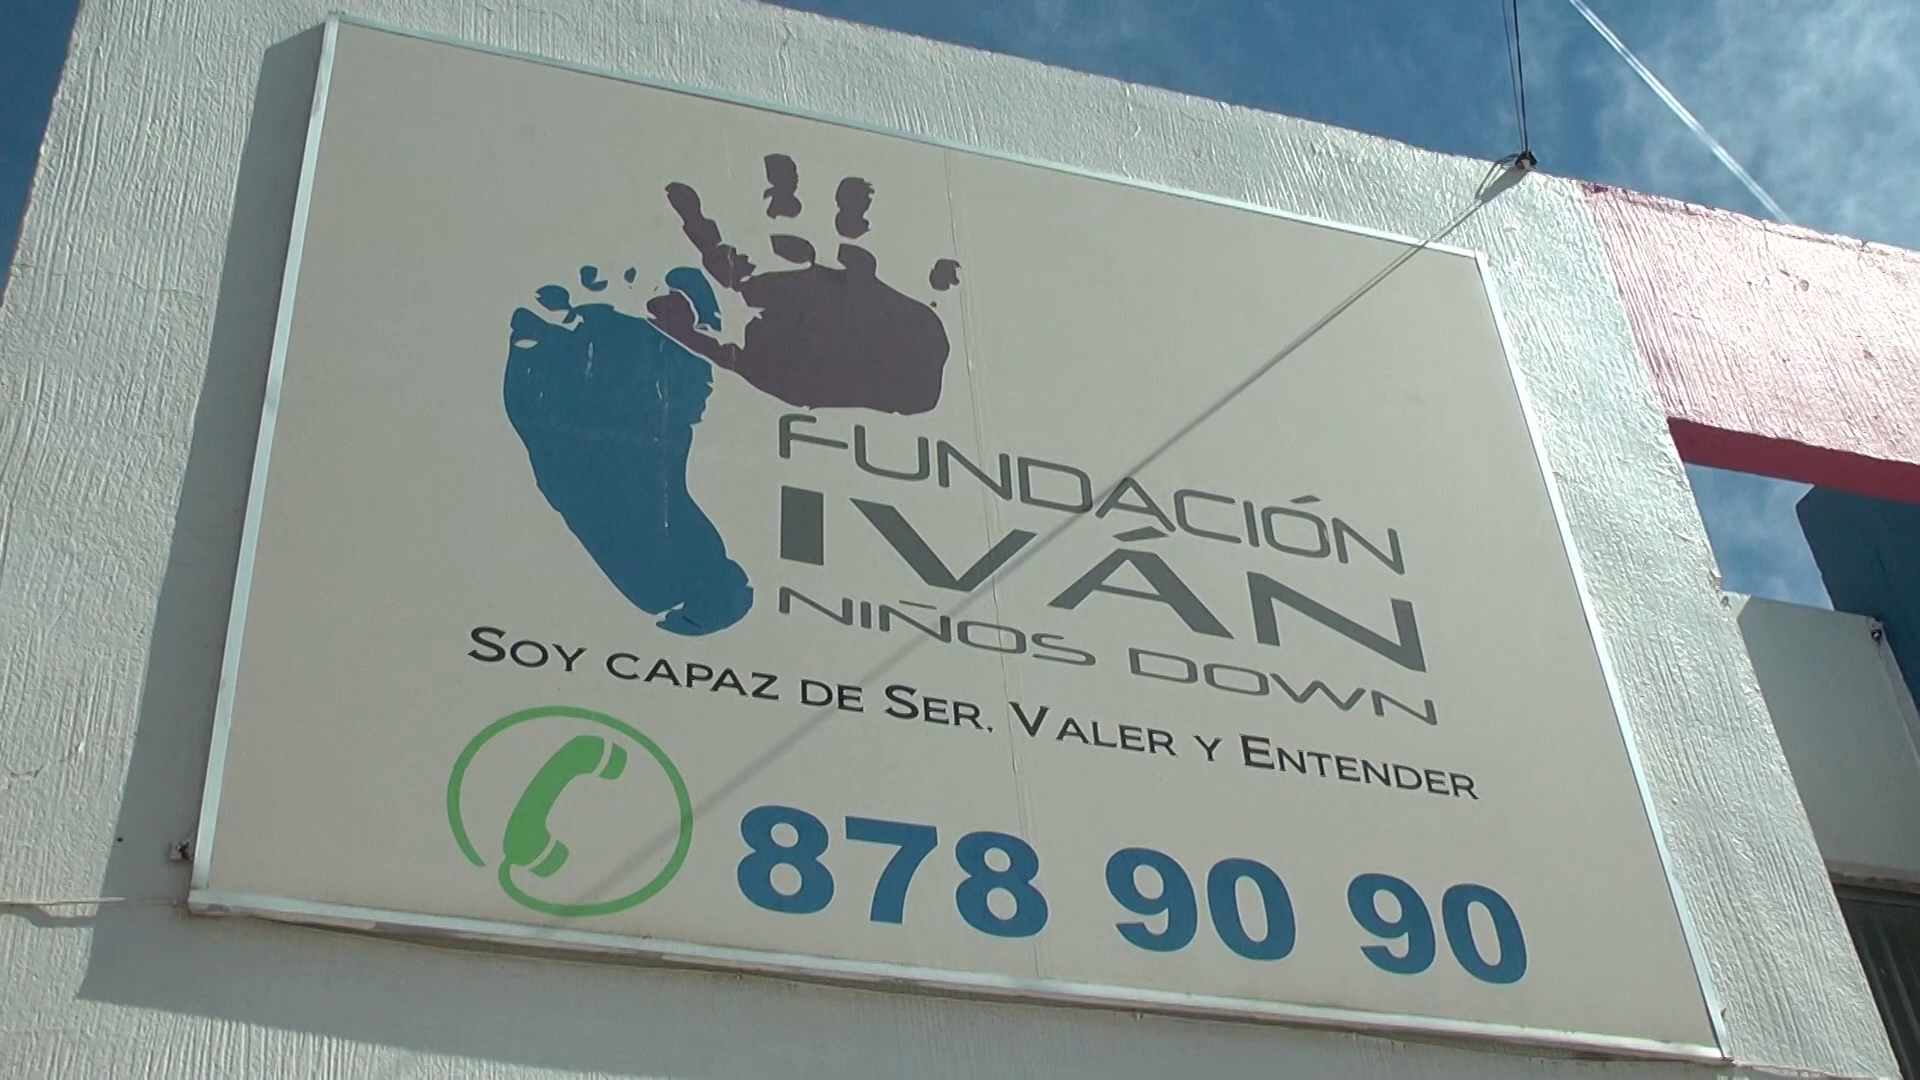 FUNDACIÓN
IVÁN
NIÑOS DOWN
SOY CAPAZ DE SER, VALER Y ENTENDER
878 90 90